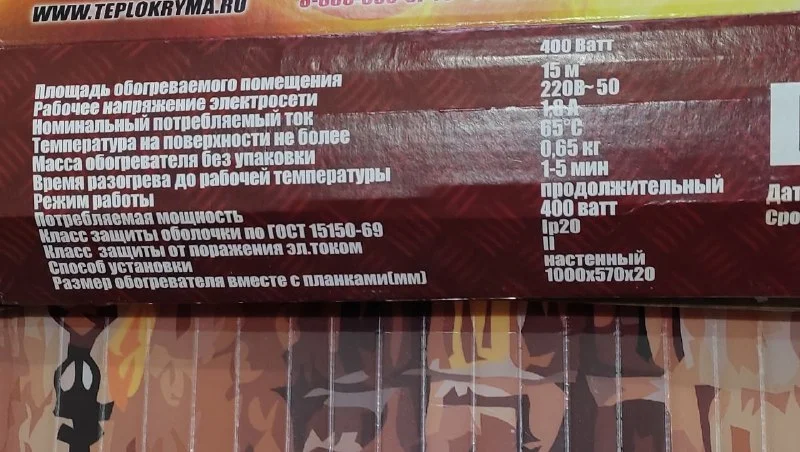 WWW.TEPLOKRYMA.RU
400 Ватт
Площадь обогреваемого помещения 15 м
Рабочее напряжение электросети 220В~ 50
Номинальный потребляемый ток 1,8 А
Температура на поверхности не более 65°С
Масса обогревателя без упаковки 0,65 кг
Время разогрева до рабочей температуры 1-5 мин
Режим работы продолжительный
Потребляемая мощность 400 ватт
Класс защиты оболочки по ГОСТ 15150-69 Ip20
Класс защиты от поражения эл.током II
Способ установки настенный
Размер обогревателя вместе с планками(мм) 1000х570х20
Дат
Сро